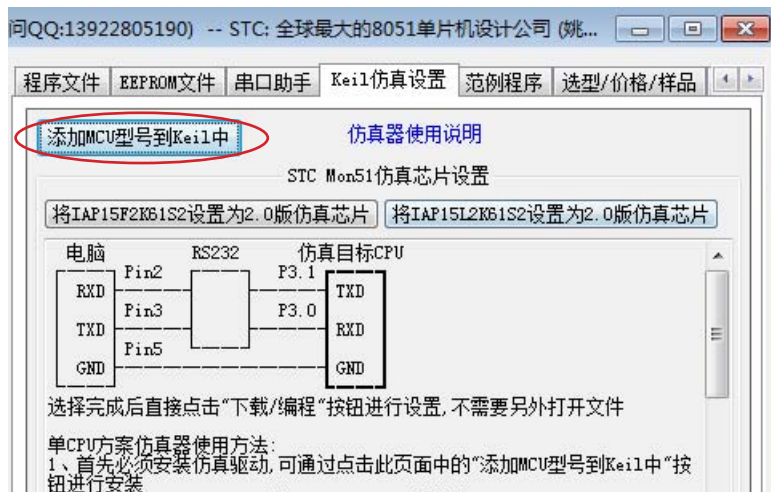 问QQ:13922805190) -- STC: 全球最大的8051单片机设计公司 (姚...
程序文件 EEPROM文件 串口助手 Keil仿真设置 范例程序 选型/价格/样品
添加MCU型号到Keil中 仿真器使用说明
STC Mon51仿真芯片设置
将IAP15F2K61S2设置为2.0版仿真芯片 将IAP15L2K61S2设置为2.0版仿真芯片
电脑 RS232 仿真目标CPU
Pin2 P3.1
RXD TXD
Pin3 P3.0
TXD RXD
Pin5
GND GND
选择完成后直接点击“下载/编程”按钮进行设置,不需要另外打开文件
单CPU方案仿真器使用方法:
1、首先必须安装仿真驱动,可通过点击此页面中的“添加MCU型号到Keil中”按
钮进行安装